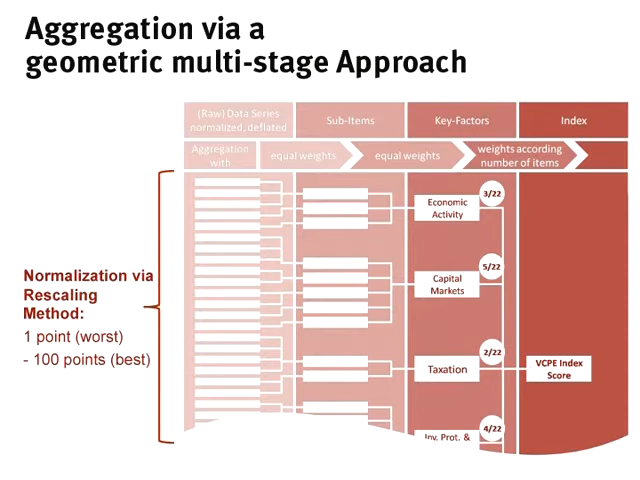 Aggregation via a
geometric multi-stage Approach
(Raw) Data Series
normalized, deflated
Sub-Items
Key-Factors
Index
Aggregation
with
equal weights
equal weights
weights according
number of items
3/22
Economic
Activity
5/22
Capital
Markets
2/22
Taxation
VCPE Index
Score
4/22
Inv. Prot. &
Normalization via
Rescaling
Method:
1 point (worst)
- 100 points (best)